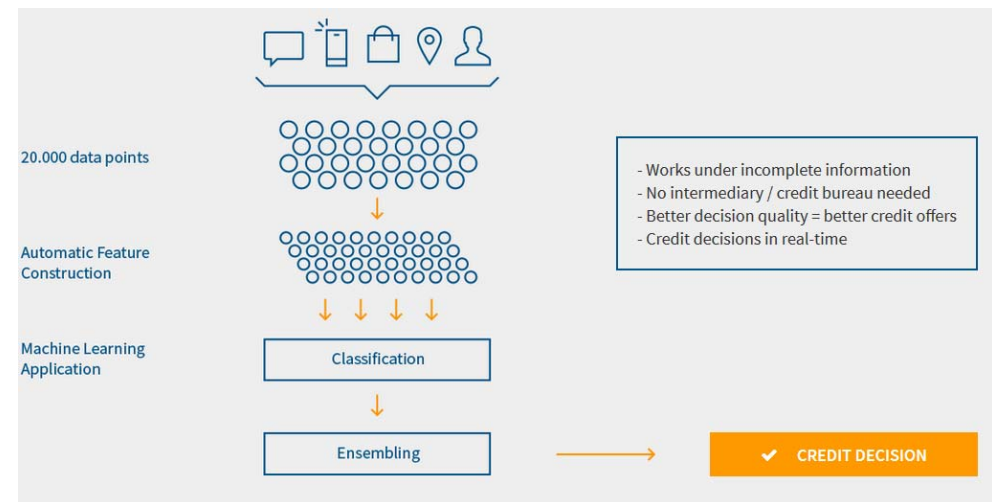 20.000 data points
- Works under incomplete information
- No intermediary / credit bureau needed
- Better decision quality = better credit offers
- Credit decisions in real-time
Automatic Feature
Construction
Machine Learning
Application
Classification
Ensembling
CREDIT DECISION